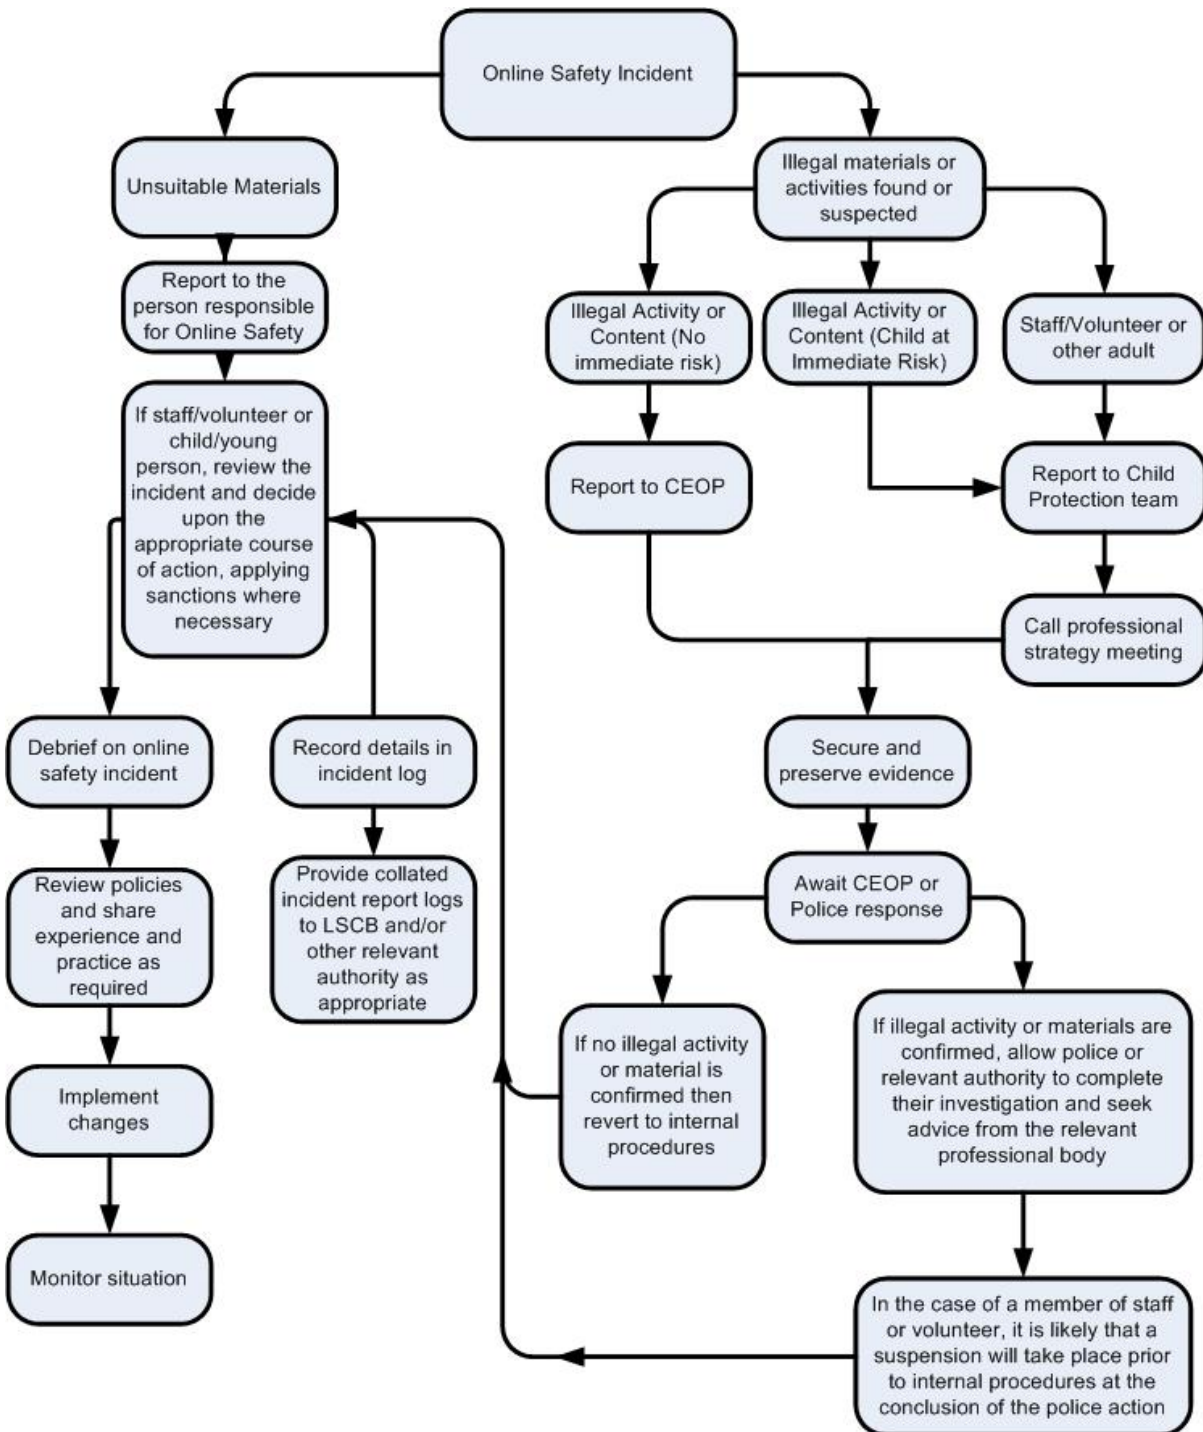 Online Safety Incident
Unsuitable Materials
Report to the
person responsible
for Online Safety
If staff/volunteer or
child/young
person, review the
incident and decide
upon the
appropriate course
of action, applying
sanctions where
necessary
Debrief on online
safety incident
Review policies
and share
experience and
practice as
required
Implement
changes
Monitor situation
Record details in
incident log
Provide collated
incident report logs
to LSCB and/or
other relevant
authority as
appropriate
Illegal materials or
activities found or
suspected
Illegal Activity or
Content (No
immediate risk)
Illegal Activity or
Content (Child at
Immediate Risk)
Staff/Volunteer or
other adult
Report to CEOP
Report to Child
Protection team
Call professional
strategy meeting
Secure and
preserve evidence
Await CEOP or
Police response
If no illegal activity
or material is
confirmed then
revert to internal
procedures
If illegal activity or materials are
confirmed, allow police or
relevant authority to complete
their investigation and seek
advice from the relevant
professional body
In the case of a member of staff
or volunteer, it is likely that a
suspension will take place prior
to internal procedures at the
conclusion of the police action